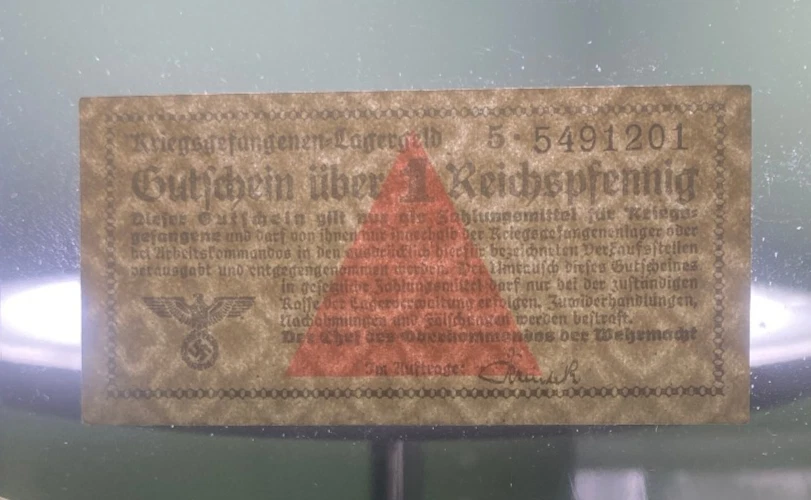 Kriegsgefangenen-Lagergeld 5 · 5491201
Gutschein über 1 Reichspfennig
Dieser Gutschein gilt nur als Zahlungsmittel für Kriegs-
gefangene und darf von ihnen nur innerhalb der Kriegsgefangenenlager oder
bei Arbeitskommandos in den ausdrücklich hierfür bezeichneten Verkaufsstellen
verausgabt und entgegengenommen werden. Der Umtausch dieses Gutscheines
in gesetzliche Zahlungsmittel darf nur bei der zuständigen
Kasse der Lagerverwaltung erfolgen. Zuwiderhandlungen,
Nachahmungen und Fälschungen werden bestraft.
Der Chef des Oberkommandos der Wehrmacht
Im Auftrage: